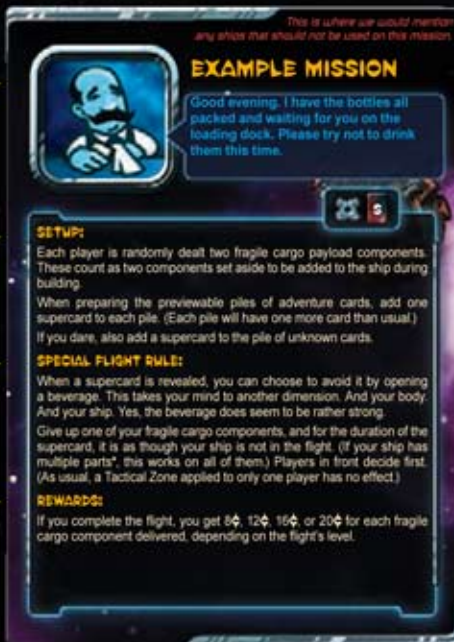 This is where we would mention
any ships that should not be used on this mission.
EXAMPLE MISSION
Good evening. I have the bottles all
packed and waiting for you on the
loading dock. Please try not to drink
them this time.
S
SETUP:
Each player is randomly dealt two fragile cargo payload components.
These count as two components set aside to be added to the ship during
building.
When preparing the previewable piles of adventure cards, add one
supercard to each pile. (Each pile will have one more card than usual.)
If you dare, also add a supercard to the pile of unknown cards.
SPECIAL FLIGHT RULE:
When a supercard is revealed, you can choose to avoid it by opening
a beverage. This takes your mind to another dimension. And your body.
And your ship. Yes, the beverage does seem to be rather strong.
Give up one of your fragile cargo components, and for the duration of the
supercard, it is as though your ship is not in the flight. (If your ship has
multiple parts*, this works on all of them.) Players in front decide first.
(As usual, a Tactical Zone applied to only one player has no effect.)
REWARDS:
If you complete the flight, you get 8¢, 12¢, 16¢, or 20¢ for each fragile
cargo component delivered, depending on the flight's level.